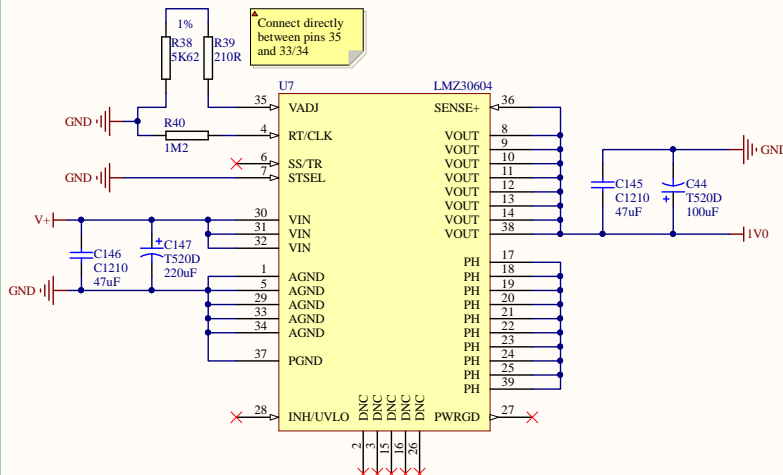 1%
R38
5K62
R39
210R
Connect directly
between pins 35
and 33/34
U7
LMZ30604
GND
R40
1M2
35 VADJ
4 RT/CLK
6 SS/TR
GND
7 STSEL
V+
30 VIN
31 VIN
32 VIN
C146
C1210
47uF
C147
T520D
220uF
GND
1 AGND
5 AGND
29 AGND
33 AGND
34 AGND
37 PGND
28 INH/UVLO
SENSE+ 36
VOUT 8
VOUT 9
VOUT 10
VOUT 11
VOUT 12
VOUT 13
VOUT 14
VOUT 38
GND
C145
C1210
47uF
C44
T520D
100uF
1V0
PH 17
PH 18
PH 19
PH 20
PH 21
PH 22
PH 23
PH 24
PH 25
PH 39
PWRGD 27
DNC DNC DNC DNC DNC
2 3 15 16 26